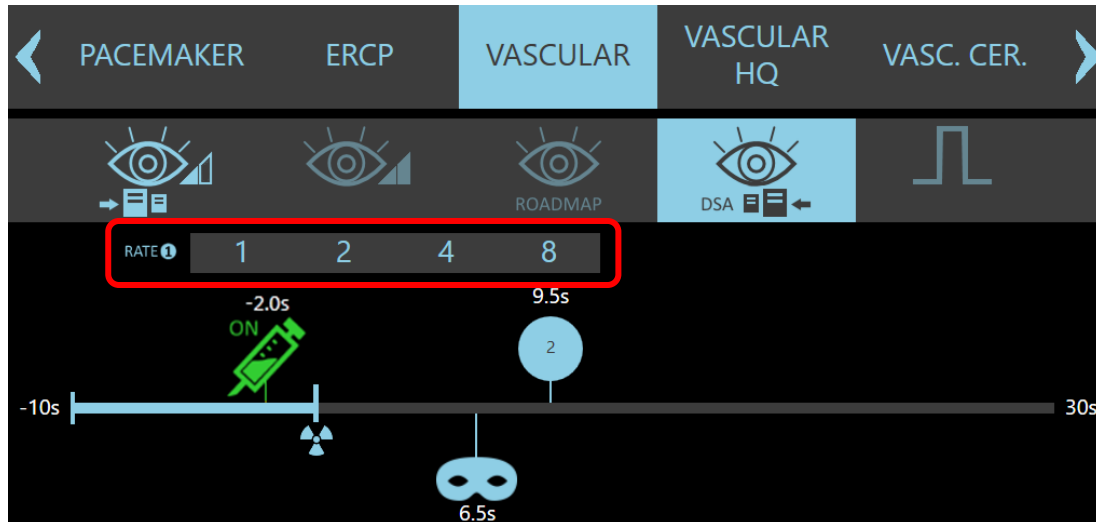 PACEMAKER ERCP VASCULAR VASCULAR HQ VASC. CER.
ROADMAP DSA
RATE 1 1 2 4 8
-2.0s 9.5s
ON
2
-10s 30s
6.5s